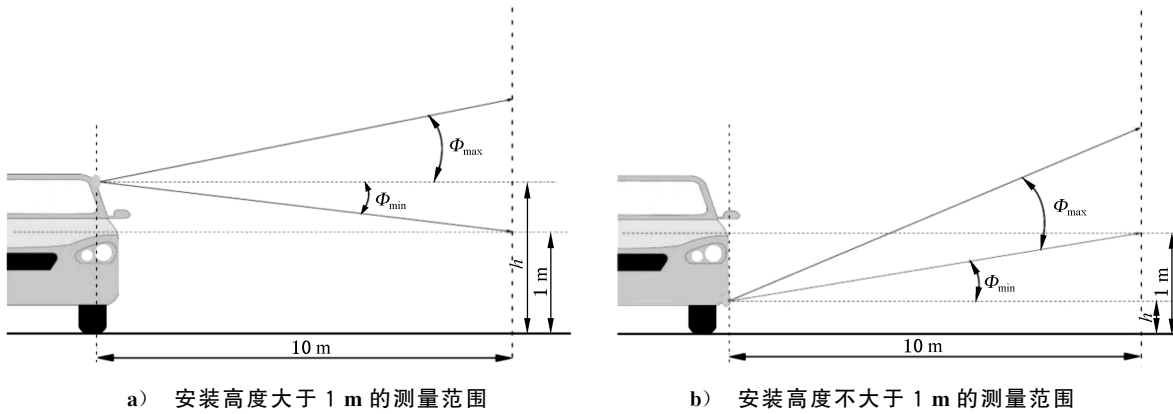 Φmax
Φmin
h
1 m
10 m
a） 安装高度大于 1 m 的测量范围
Φmax
Φmin
h
1 m
10 m
b） 安装高度不大于 1 m 的测量范围